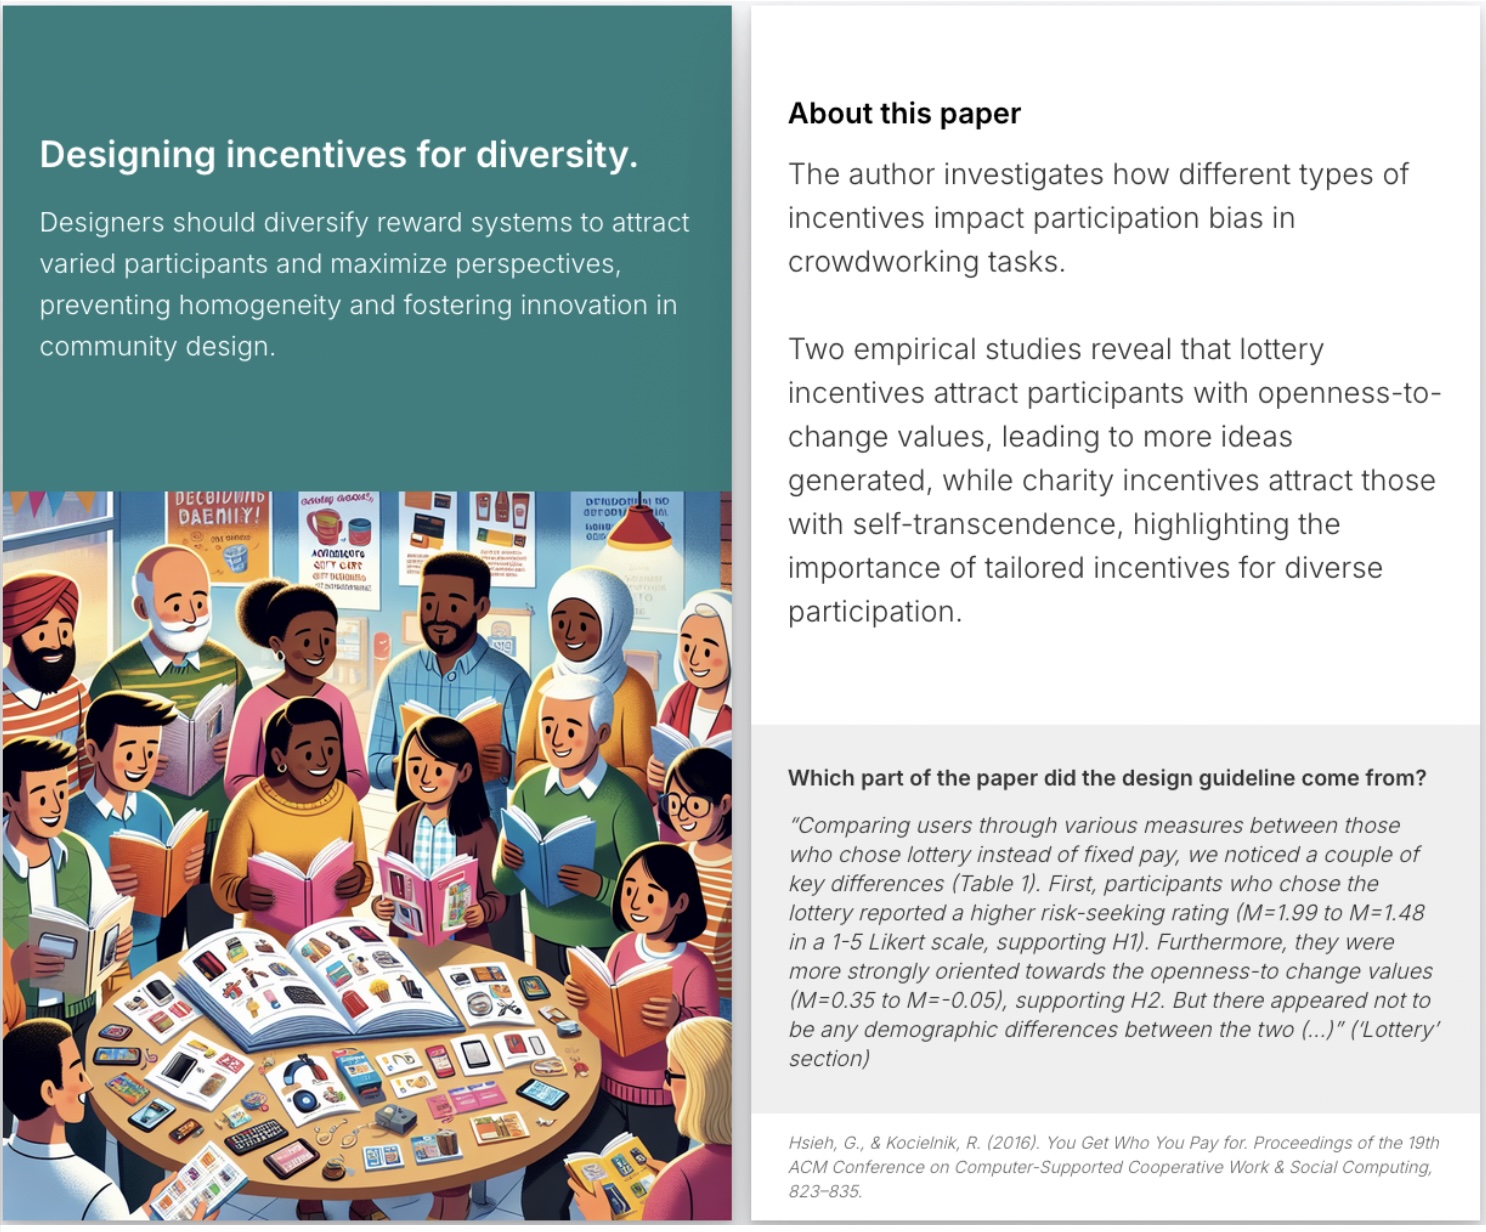 Designing incentives for diversity.
Designers should diversify reward systems to attract
varied participants and maximize perspectives,
preventing homogeneity and fostering innovation in
community design.
About this paper
The author investigates how different types of
incentives impact participation bias in
crowdworking tasks.
Two empirical studies reveal that lottery
incentives attract participants with openness-to-
change values, leading to more ideas
generated, while charity incentives attract those
with self-transcendence, highlighting the
importance of tailored incentives for diverse
participation.
Which part of the paper did the design guideline come from?
“Comparing users through various measures between those
who chose lottery instead of fixed pay, we noticed a couple of
key differences (Table 1). First, participants who chose the
lottery reported a higher risk-seeking rating (M=1.99 to M=1.48
in a 1-5 Likert scale, supporting H1). Furthermore, they were
more strongly oriented towards the openness-to change values
(M=0.35 to M=-0.05), supporting H2. But there appeared not to
be any demographic differences between the two (...)” (‘Lottery’
section)
Hsieh, G., & Kocielnik, R. (2016). You Get Who You Pay for. Proceedings of the 19th
ACM Conference on Computer-Supported Cooperative Work & Social Computing,
823–835.